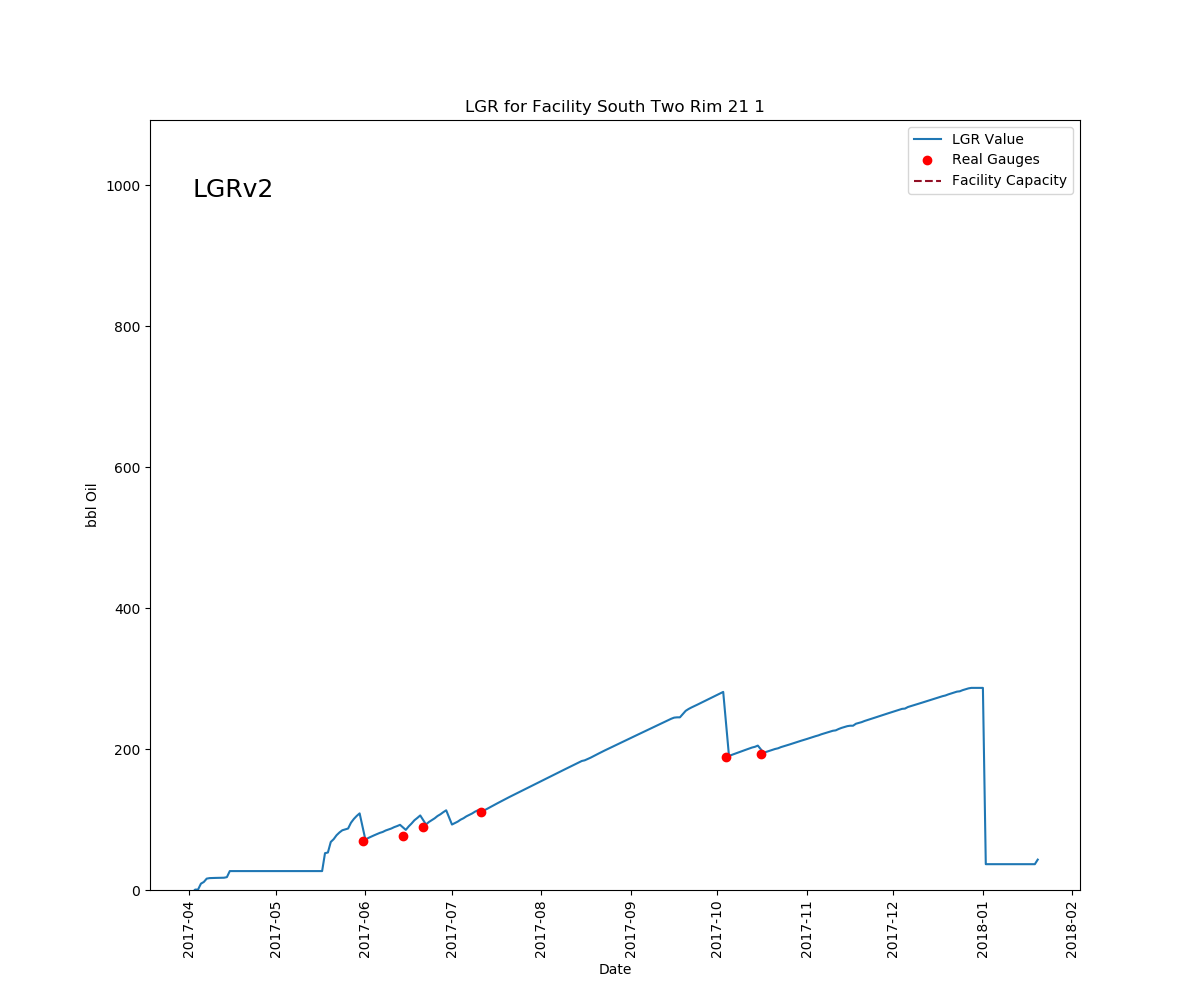 LGR for Facility South Two Rim 21 1
LGR Value
Real Gauges
Facility Capacity
LGRv2
1000
800
600
400
200
0
bbl Oil
2017-04
2017-05
2017-06
2017-07
2017-08
2017-09
2017-10
2017-11
2017-12
2018-01
2018-02
Date